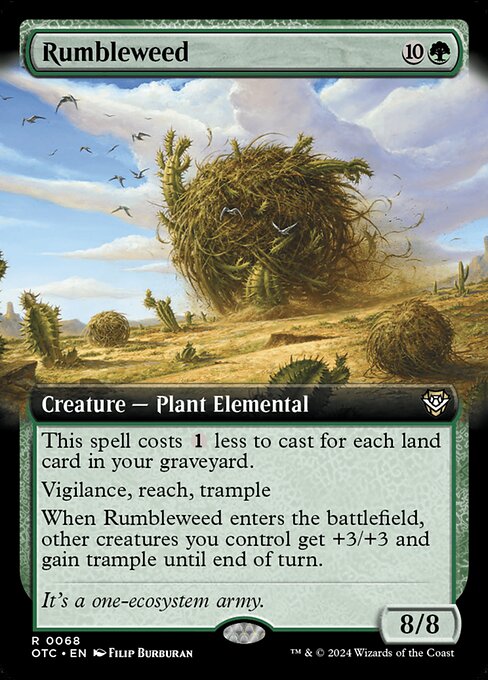 Rumbleweed
10
Creature — Plant Elemental
This spell costs 1 less to cast for each land
card in your graveyard.
Vigilance, reach, trample
When Rumbleweed enters the battlefield,
other creatures you control get +3/+3 and
gain trample until end of turn.
It's a one-ecosystem army.
8/8
R 0068
OTC • EN Filip Burburan
™ & © 2024 Wizards of the Coast